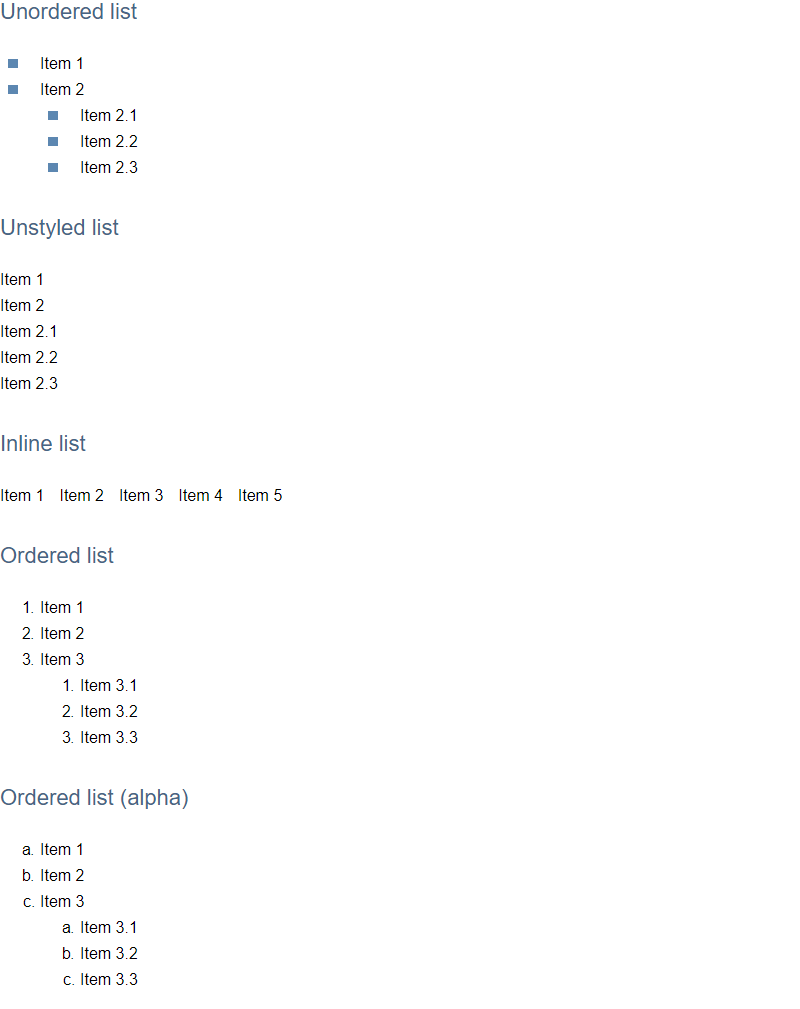 Unordered list
Item 1
Item 2
Item 2.1
Item 2.2
Item 2.3
Unstyled list
Item 1
Item 2
Item 2.1
Item 2.2
Item 2.3
Inline list
Item 1 Item 2 Item 3 Item 4 Item 5
Ordered list
1. Item 1
2. Item 2
3. Item 3
1. Item 3.1
2. Item 3.2
3. Item 3.3
Ordered list (alpha)
a. Item 1
b. Item 2
c. Item 3
a. Item 3.1
b. Item 3.2
c. Item 3.3